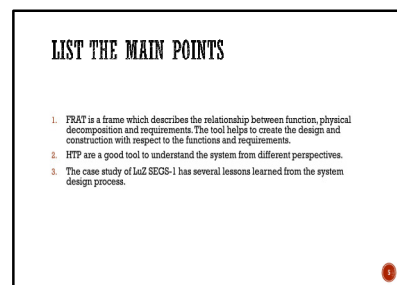 LIST THE MAIN POINTS
1. FRAT is a frame which describes the relationship between function, physical
decomposition and requirements. The tool helps to create the design and
construction with respect to the functions and requirements.
2. HTP are a good tool to understand the system from different perspectives.
3. The case study of LuZ SEGS-1 has several lessons learned from the system
design process.
5